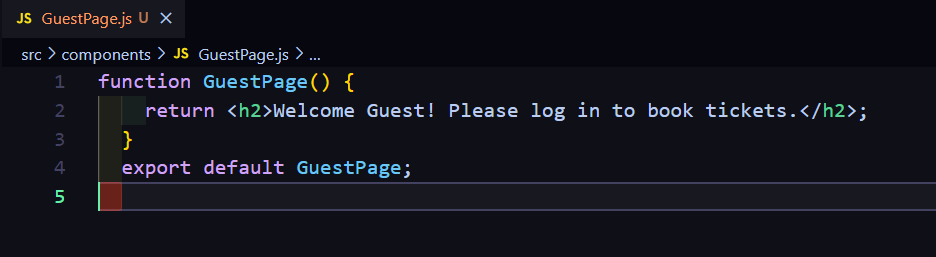 JS GuestPage.js U ×
src > components > JS GuestPage.js > ...
1 function GuestPage() {
2 return <h2>Welcome Guest! Please log in to book tickets.</h2>;
3 }
4 export default GuestPage;
5